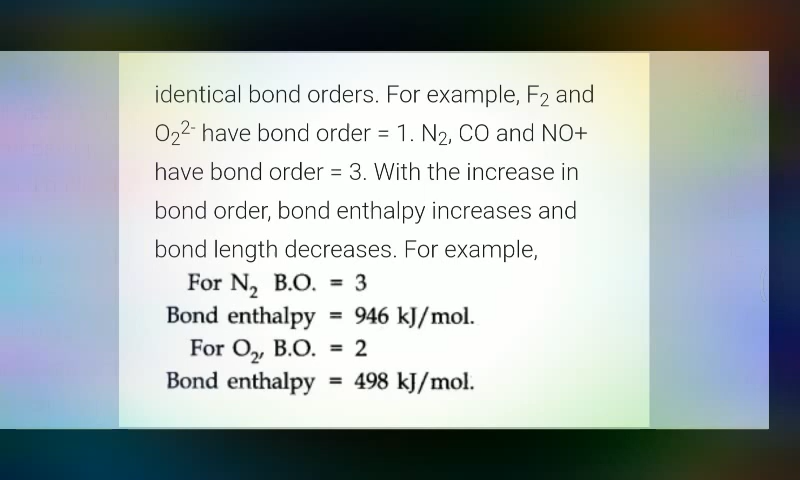 identical bond orders. For example, F₂ and
O₂²⁻ have bond order = 1. N₂, CO and NO+
have bond order = 3. With the increase in
bond order, bond enthalpy increases and
bond length decreases. For example,
For N₂ B.O. = 3
Bond enthalpy = 946 kJ/mol.
For O₂, B.O. = 2
Bond enthalpy = 498 kJ/mol.